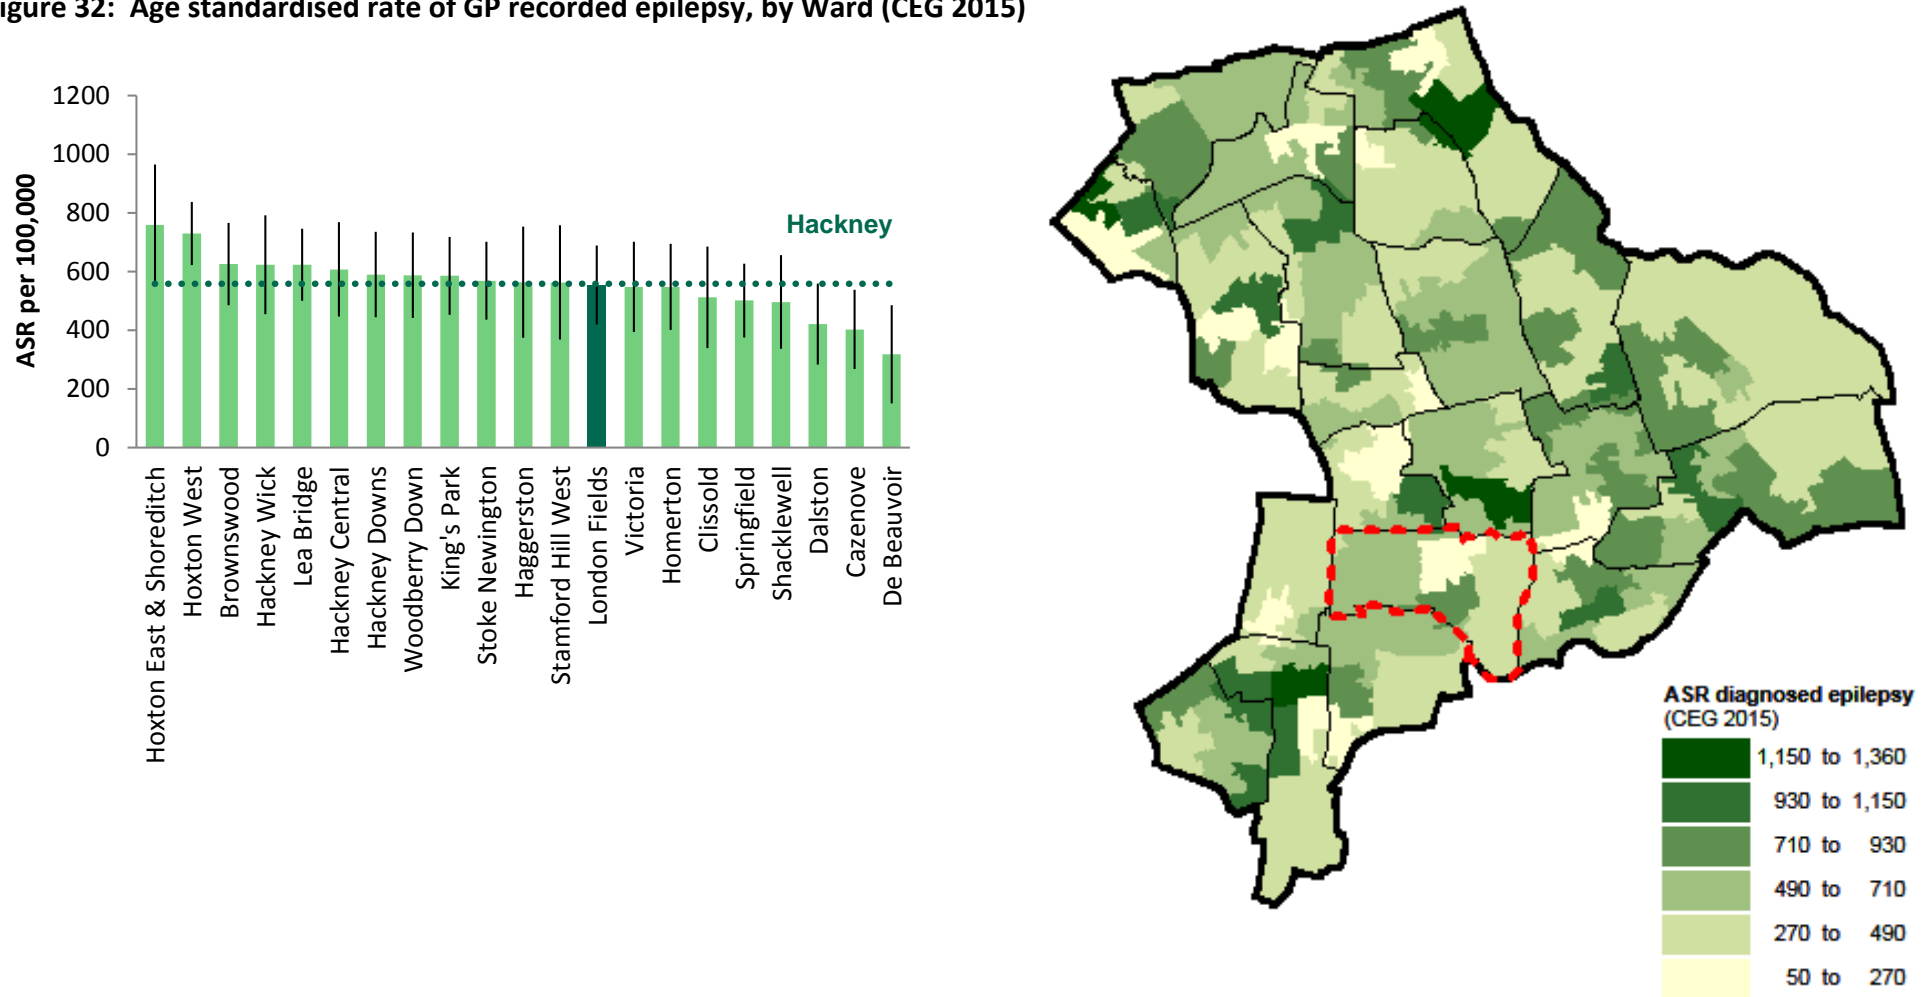 igure 32: Age standardised rate of GP recorded epilepsy, by Ward (CEG 2015)
ASR per 100,000
1200
1000
800
600
400
200
0
Hackney
Hoxton East & Shoreditch
Hoxton West
Brownswood
Hackney Wick
Lea Bridge
Hackney Central
Hackney Downs
Woodberry Down
King's Park
Stoke Newington
Haggerston
Stamford Hill West
London Fields
Victoria
Homerton
Clissold
Springfield
Shacklewell
Dalston
Cazenove
De Beauvoir
ASR diagnosed epilepsy
(CEG 2015)
1,150 to 1,360
930 to 1,150
710 to 930
490 to 710
270 to 490
50 to 270